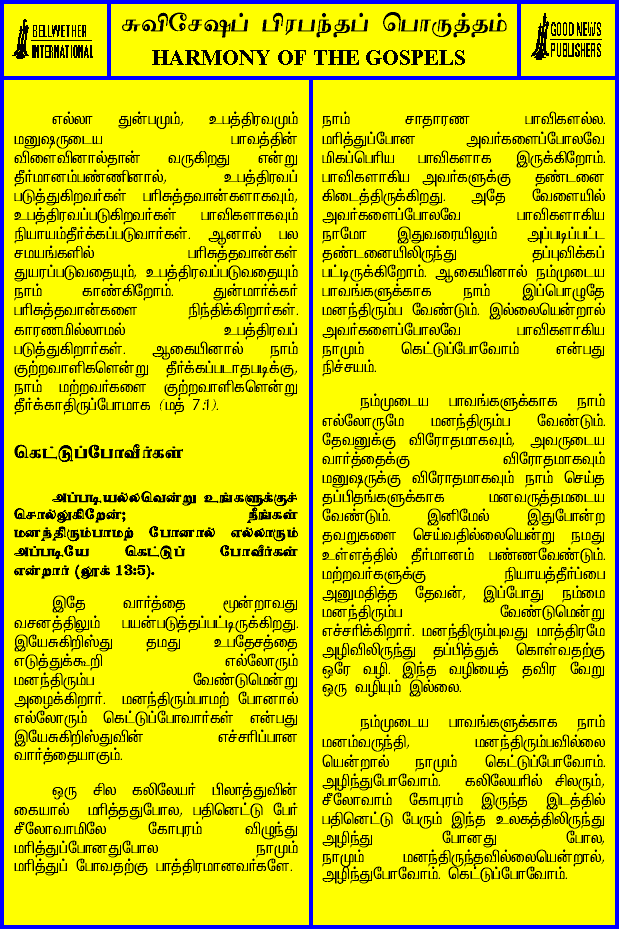 BELLWETHER
INTERNATIONAL
சுவிசேஷப் பிரபந்தப் பொருத்தம்
HARMONY OF THE GOSPELS
GOOD NEWS
PUBLISHERS
எல்லா துன்பமும், உபத்திரவமும்
மனுஷருடைய பாவத்தின்
விளைவினால்தான் வருகிறது என்று
தீர்மானம்பண்ணினால், உபத்திரவப்
படுத்துகிறவர்கள் பரிசுத்தவான்களாகவும்,
உபத்திரவப்படுகிறவர்கள் பாவிகளாகவும்
நியாயம்தீர்க்கப்படுவார்கள். ஆனால் பல
சமயங்களில் பரிசுத்தவான்கள்
துயரப்படுவதையும், உபத்திரவப்படுவதையும்
நாம் காண்கிறோம். துன்மார்க்கர்
பரிசுத்தவான்களை நிந்திக்கிறார்கள்.
காரணமில்லாமல் உபத்திரவப்
படுத்துகிறார்கள். ஆகையினால் நாம்
குற்றவாளிகளென்று தீர்க்கப்படாதபடிக்கு,
நாம் மற்றவர்களை குற்றவாளிகளென்று
தீர்க்காதிருப்போமாக (மத் 7:1).
கெட்டுப்போவீர்கள்
அப்படியல்லவென்று உங்களுக்குச்
சொல்லுகிறேன்; நீங்கள்
மனந்திரும்பாமற் போனால் எல்லாரும்
அப்படியே கெட்டுப் போவீர்கள்
என்றார் (லூக் 13:5).
இதே வார்த்தை மூன்றாவது
வசனத்திலும் பயன்படுத்தப்பட்டிருக்கிறது.
இயேசுகிறிஸ்து தமது உபதேசத்தை
எடுத்துக்கூறி எல்லோரும்
மனந்திரும்ப வேண்டுமென்று
அழைக்கிறார். மனந்திரும்பாமற் போனால்
எல்லோரும் கெட்டுப்போவார்கள் என்பது
இயேசுகிறிஸ்துவின் எச்சரிப்பான
வார்த்தையாகும்.
ஒரு சில கலிலேயர் பிலாத்துவின்
கையால் மரித்ததுபோல, பதினெட்டு பேர்
சீலோவாமிலே கோபுரம் விழுந்து
மரித்துப்போனதுபோல நாமும்
மரித்துப் போவதற்கு பாத்திரமானவர்களே.
நாம் சாதாரண பாவிகளல்ல.
மரித்துப்போன அவர்களைப்போலவே
மிகப்பெரிய பாவிகளாக இருக்கிறோம்.
பாவிகளாகிய அவர்களுக்கு தண்டனை
கிடைத்திருக்கிறது. அதே வேளையில்
அவர்களைப்போலவே பாவிகளாகிய
நாமோ இதுவரையிலும் அப்படிப்பட்ட
தண்டனையிலிருந்து தப்புவிக்கப்
பட்டிருக்கிறோம். ஆகையினால் நம்முடைய
பாவங்களுக்காக நாம் இப்பொழுதே
மனந்திரும்ப வேண்டும். இல்லையென்றால்
அவர்களைப்போலவே பாவிகளாகிய
நாமும் கெட்டுப்போவோம் என்பது
நிச்சயம்.
நம்முடைய பாவங்களுக்காக நாம்
எல்லோருமே மனந்திரும்ப வேண்டும்.
தேவனுக்கு விரோதமாகவும், அவருடைய
வார்த்தைக்கு விரோதமாகவும்
மனுஷருக்கு விரோதமாகவும் நாம் செய்த
தப்பிதங்களுக்காக மனவருத்தமடைய
வேண்டும். இனிமேல் இதுபோன்ற
தவறுகளை செய்வதில்லையென்று நமது
உள்ளத்தில் தீர்மானம் பண்ணவேண்டும்.
மற்றவர்களுக்கு நியாயத்தீர்ப்பை
அனுமதித்த தேவன், இப்போது நம்மை
மனந்திரும்ப வேண்டுமென்று
எச்சரிக்கிறார். மனந்திரும்புவது மாத்திரமே
அழிவிலிருந்து தப்பித்துக் கொள்வதற்கு
ஒரே வழி. இந்த வழியைத் தவிர வேறு
ஒரு வழியும் இல்லை.
நம்முடைய பாவங்களுக்காக நாம்
மனம்வருந்தி, மனந்திரும்பவில்லை
யென்றால் நாமும் கெட்டுப்போவோம்.
அழிந்துபோவோம். கலிலேயரில் சிலரும்,
சீலோவாம் கோபுரம் இருந்த இடத்தில்
பதினெட்டு பேரும் இந்த உலகத்திலிருந்து
அழிந்து போனது போல,
நாமும் மனந்திருந்தவில்லையென்றால்,
அழிந்துபோவோம். கெட்டுப்போவோம்.